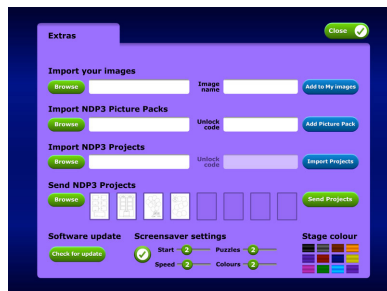 Extras
Close
Import your images
Browse
Image name
Add to My images
Import NDP3 Picture Packs
Browse
Unlock code
Add Picture Pack
Import NDP3 Projects
Browse
Unlock code
Import Projects
Send NDP3 Projects
Browse
Send Projects
Software update
Screensaver settings
Stage colour
Check for update
Start 2
Puzzles 2
Speed 2
Colours 2